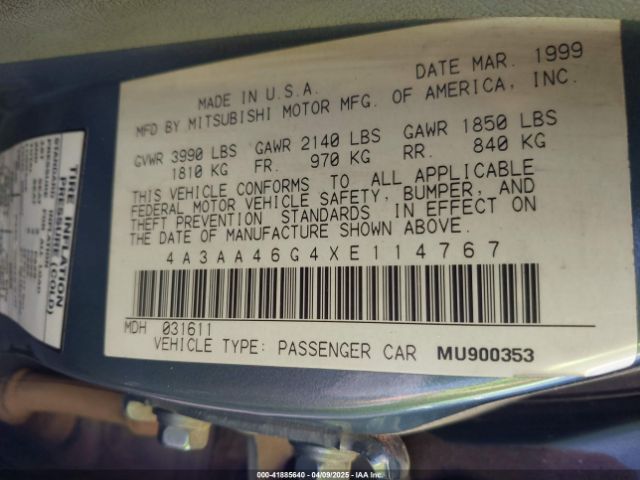 DATE MAR. 1999
MADE IN U.S.A.
MFD BY MITSUBISHI MOTOR MFG. OF AMERICA, INC.
GVWR 3990 LBS GAWR 2140 LBS GAWR 1850 LBS
1810 KG FR. 970 KG RR. 840 KG
THIS VEHICLE CONFORMS TO ALL APPLICABLE
FEDERAL MOTOR VEHICLE SAFETY, BUMPER, AND
THEFT PREVENTION STANDARDS IN EFFECT ON
THE DATE OF MANUFACTURE SHOWN ABOVE.
4A3AA46G4XE114767
MDH 031611
VEHICLE TYPE: PASSENGER CAR MU900353
TIRE INFLATION
PRESSURE (COLD)
000-41885640 - 04/09/2025 - IAA Inc.